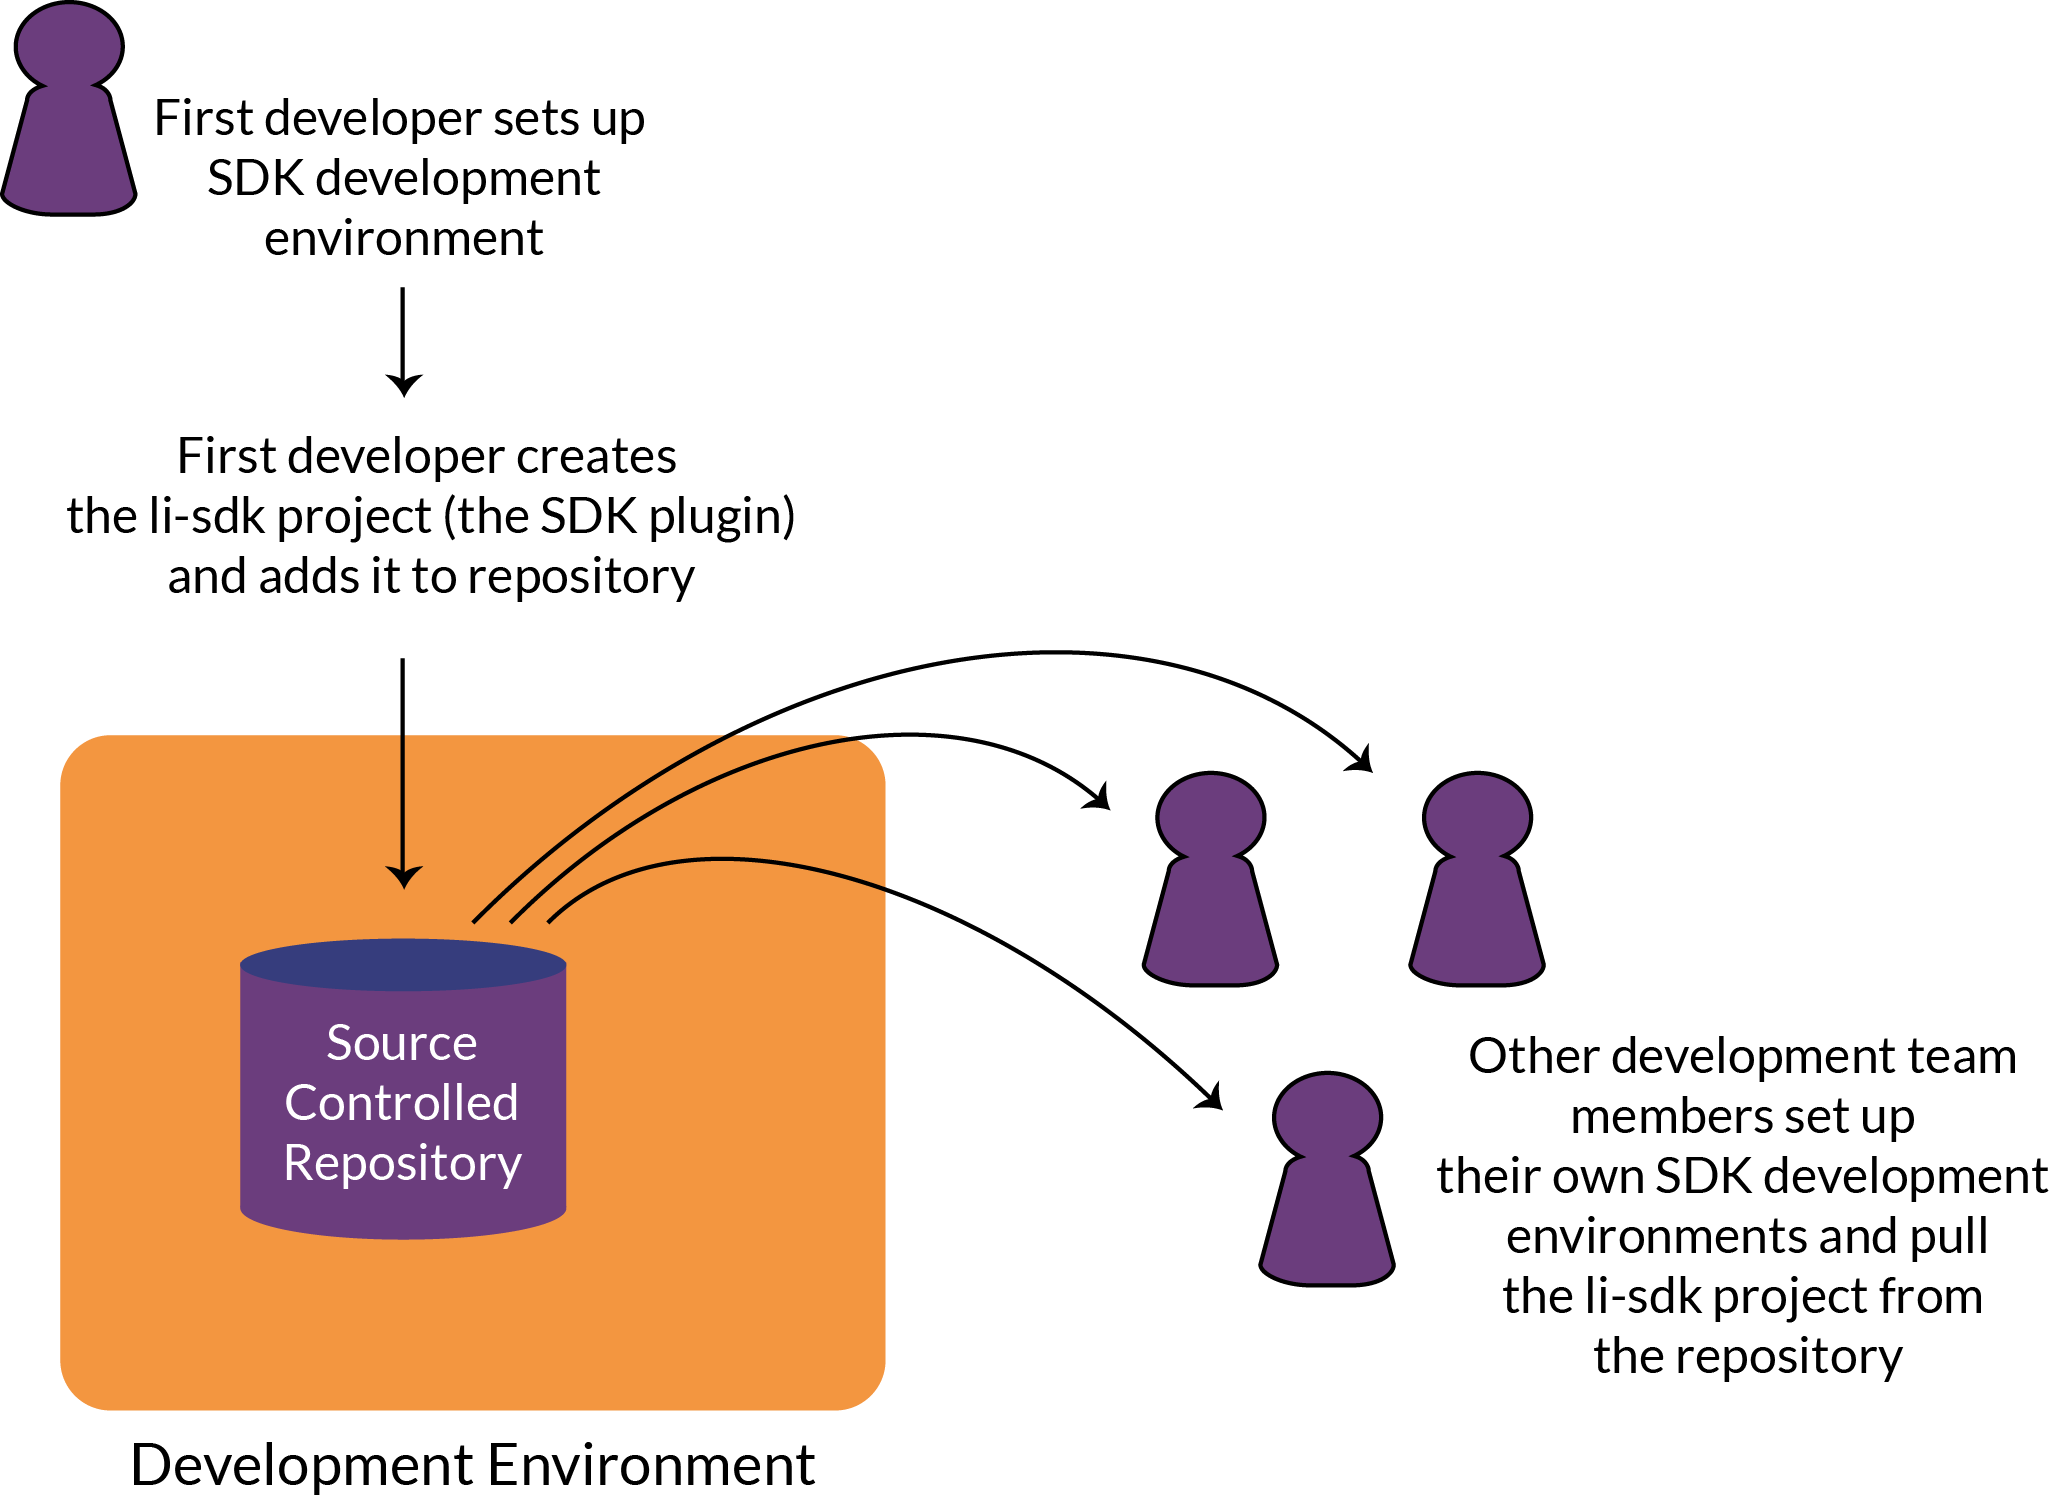 First developer sets up
SDK development
environment
First developer creates
the li-sdk project (the SDK plugin)
and adds it to repository
Source
Controlled
Repository
Other development team
members set up
their own SDK development
environments and pull
the li-sdk project from
the repository
Development Environment